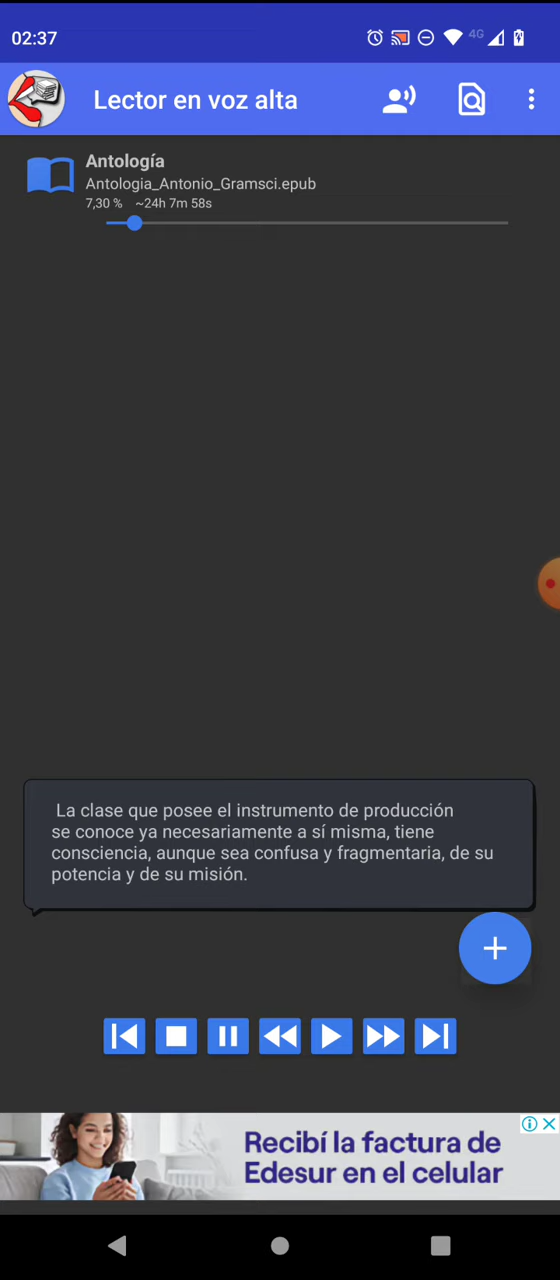 02:37
4G
Lector en voz alta
Antología
Antologia_Antonio_Gramsci.epub
7,30 % ~24h 7m 58s
La clase que posee el instrumento de producción
se conoce ya necesariamente a sí misma, tiene
consciencia, aunque sea confusa y fragmentaria, de su
potencia y de su misión.
Recibí la factura de
Edesur en el celular